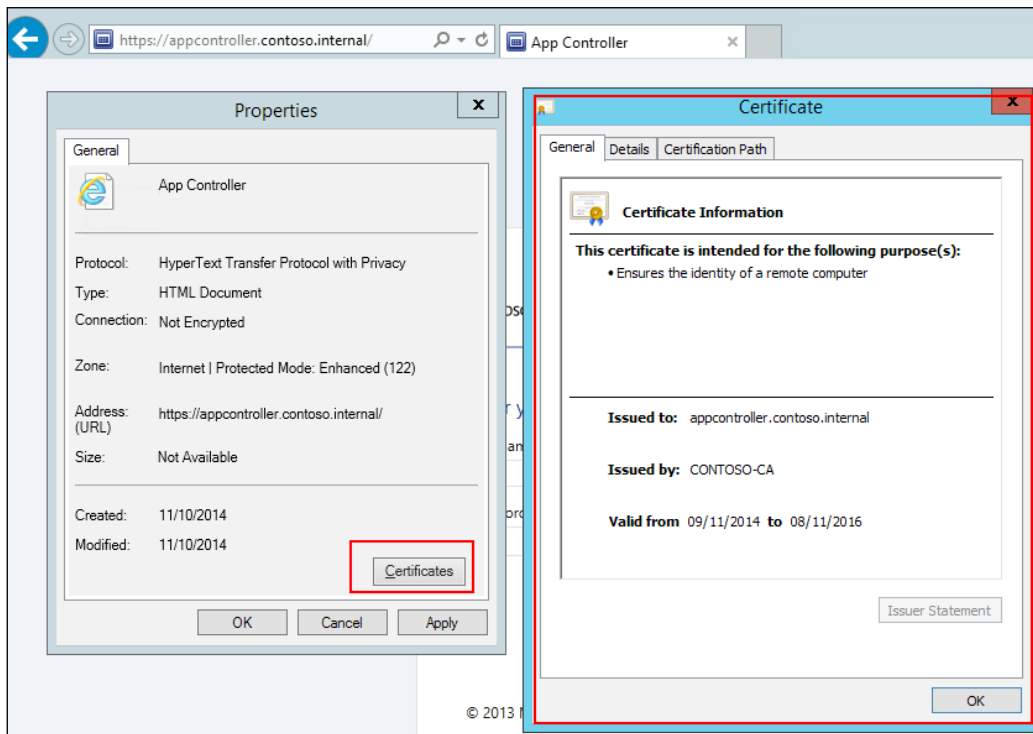 https://appcontroller.contoso.internal/
App Controller
Properties
General
App Controller
Protocol: HyperText Transfer Protocol with Privacy
Type: HTML Document
Connection: Not Encrypted
Zone: Internet | Protected Mode: Enhanced (122)
Address: https://appcontroller.contoso.internal/
(URL)
Size: Not Available
Created: 11/10/2014
Modified: 11/10/2014
Certificates
OK Cancel Apply
Certificate
General Details Certification Path
Certificate Information
This certificate is intended for the following purpose(s):
• Ensures the identity of a remote computer
Issued to: appcontroller.contoso.internal
Issued by: CONTOSO-CA
Valid from 09/11/2014 to 08/11/2016
Issuer Statement
OK
© 2013